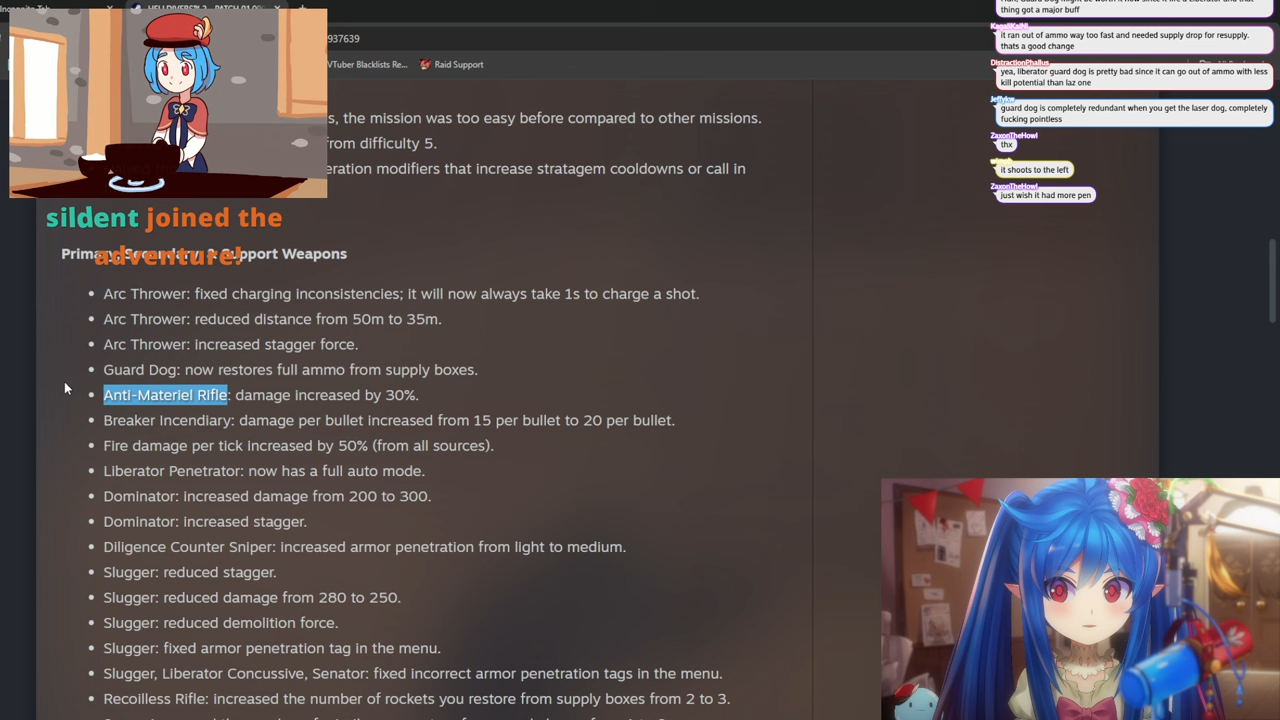 937639
VTuber Blacklists Re...
Raid Support
s, the mission was too easy before compared to other missions.
rom difficulty 5.
eration modifiers that increase stratagem cooldowns or call in
sildent joined the
adventure!
Support Weapons
Arc Thrower: fixed charging inconsistencies; it will now always take 1s to charge a shot.
Arc Thrower: reduced distance from 50m to 35m.
Arc Thrower: increased stagger force.
Guard Dog: now restores full ammo from supply boxes.
Anti-Materiel Rifle: damage increased by 30%.
Breaker Incendiary: damage per bullet increased from 15 per bullet to 20 per bullet.
Fire damage per tick increased by 50% (from all sources).
Liberator Penetrator: now has a full auto mode.
Dominator: increased damage from 200 to 300.
Dominator: increased stagger.
Diligence Counter Sniper: increased armor penetration from light to medium.
Slugger: reduced stagger.
Slugger: reduced damage from 280 to 250.
Slugger: reduced demolition force.
Slugger: fixed armor penetration tag in the menu.
Slugger, Liberator Concussive, Senator: fixed incorrect armor penetration tags in the menu.
Recoilless Rifle: increased the number of rockets you restore from supply boxes from 2 to 3.
thing got a major buff
it ran out of ammo way too fast and needed supply drop for resupply.
thats a good change
DistractionPhallus
yea, liberator guard dog is pretty bad since it can go out of ammo with less
kill potential than laz one
guard dog is completely redundant when you get the laser dog, completely
fucking pointless
ZaxonTheHowl
thx
it shoots to the left
ZaxonTheHowl
just wish it had more pen